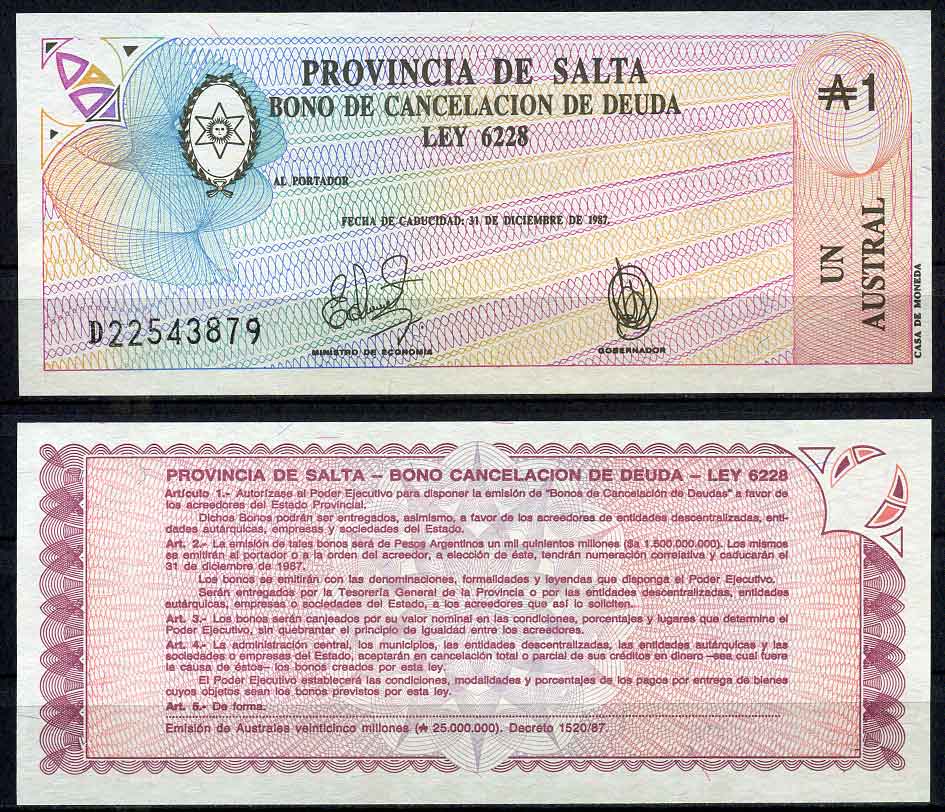 PROVINCIA DE SALTA
BONO DE CANCELACION DE DEUDA
LEY 6228
AL PORTADOR
FECHA DE CADUCIDAD: 31 DE DICIEMBRE DE 1987.
D22543879
MINISTRO DE ECONOMIA
GOBERNADOR
₳1
UN
AUSTRAL
CASA DE MONEDA
PROVINCIA DE SALTA – BONO CANCELACION DE DEUDA – LEY 6228
Artículo 1.- Autorízase al Poder Ejecutivo para disponer la emisión de "Bonos de Cancelación de Deudas" a favor de
los acreedores del Estado Provincial.
Dichos Bonos podrán ser entregados, asimismo, a favor de los acreedores de entidades descentralizadas, enti-
dades autárquicas, empresas y sociedades del Estado.
Art. 2.- La emisión de tales bonos será de Pesos Argentinos un mil quinientos millones ($a 1.500.000.000). Los mismos
se emitirán al portador o a la orden del acreedor, a elección de éste, tendrán numeración correlativa y caducarán el
31 de diciembre de 1987.
Los bonos se emitirán con las denominaciones, formalidades y leyendas que disponga el Poder Ejecutivo.
Serán entregados por la Tesorería General de la Provincia o por las entidades descentralizadas, entidades
autárquicas, empresas o sociedades del Estado, a los acreedores que así lo soliciten.
Art. 3.- Los bonos serán canjeados por su valor nominal en las condiciones, porcentajes y lugares que determine el
Poder Ejecutivo, sin quebrantar el principio de igualdad entre los acreedores.
Art. 4.- La administración central, los municipios, las entidades descentralizadas, las entidades autárquicas y las
sociedades o empresas del Estado, aceptarán en cancelación total o parcial de sus créditos en dinero –sea cual fuere
la causa de éstos– los bonos creados por esta ley.
El Poder Ejecutivo establecerá las condiciones, modalidades y porcentajes de los pagos por entrega de bienes
cuyos objetos sean los bonos previstos por esta ley.
Art. 5.- De forma.
Emisión de Australes veinticinco millones (₳ 25.000.000). Decreto 1520/87